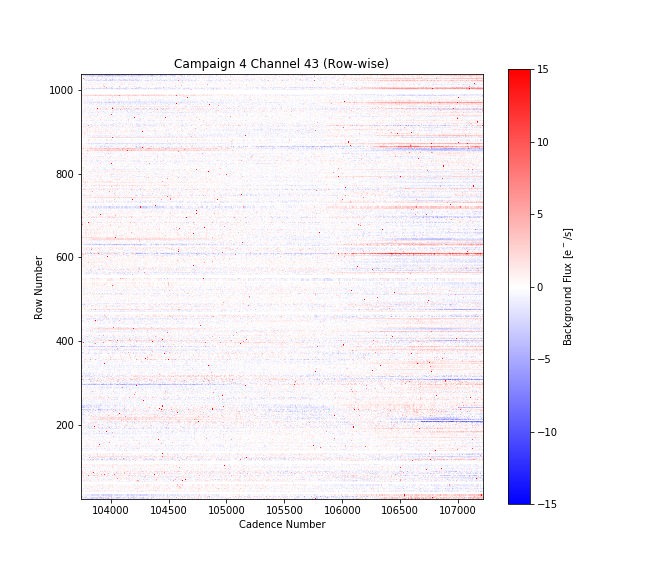 Campaign 4 Channel 43 (Row-wise)
1000
800
600
400
200
Row Number
104000 104500 105000 105500 106000 106500 107000
Cadence Number
15
10
5
0
−5
−10
−15
Background Flux [e⁻/s]